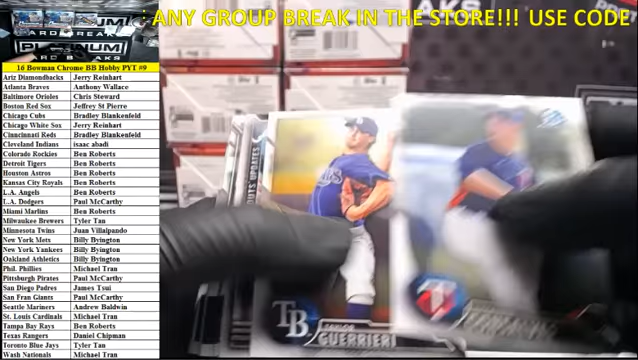 : ANY GROUP BREAK IN THE STORE!!! USE CODE
PLATINUM
16 Bowman Chrome BB Hobby PYT #9
Ariz Diamondbacks Jerry Reinhart
Atlanta Braves Anthony Wallace
Baltimore Orioles Chris Steward
Boston Red Sox Jeffrey St Pierre
Chicago Cubs Bradley Blankenfeld
Chicago White Sox Jerry Reinhart
Cinncinati Reds Bradley Blankenfeld
Cleveland Indians isaac abadi
Colorado Rockies Ben Roberts
Detroit Tigers Ben Roberts
Houston Astros Ben Roberts
Kansas City Royals Ben Roberts
L.A. Angels Ben Roberts
L.A. Dodgers Paul McCarthy
Miami Marlins Ben Roberts
Milwaukee Brewers Tyler Tan
Minnesota Twins Juan Villalpando
New York Mets Billy Byington
New York Yankees Billy Byington
Oakland Athletics Billy Byington
Phil. Phillies Michael Tran
Pittsburgh Pirates Paul McCarthy
San Diego Padres James Tsui
San Fran Giants Paul McCarthy
Seattle Mariners Andrew Baldwin
St. Louis Cardinals Michael Tran
Tampa Bay Rays Ben Roberts
Texas Rangers Daniel Chipman
Toronto Blue Jays Tyler Tan
Wash Nationals Michael Tran
TB
TAYLOR
GUERRIERI